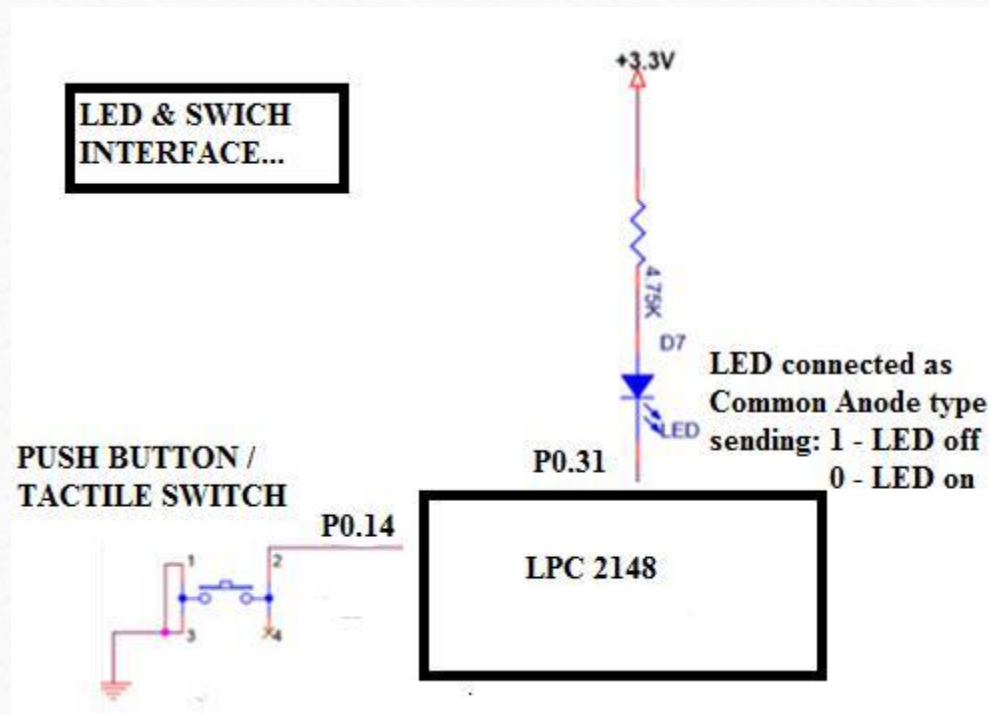 +3.3V
LED & SWICH
INTERFACE...
4.75K
D7
LED
LED connected as
Common Anode type
sending: 1 - LED off
0 - LED on
P0.31
PUSH BUTTON /
TACTILE SWITCH
P0.14
1
2
3
4
LPC 2148